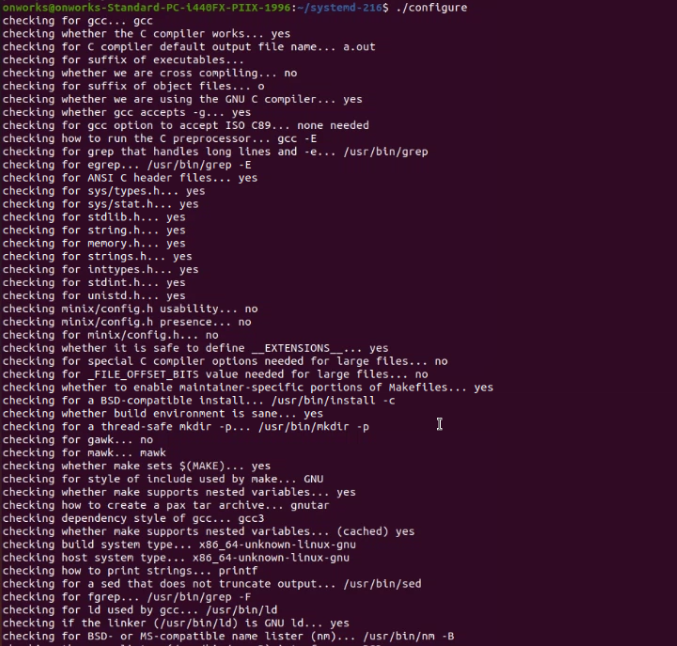 onworks@onworks-Standard-PC-i440FX-PIIX-1996:~/systemd-216$ ./configure
checking for gcc... gcc
checking whether the C compiler works... yes
checking for C compiler default output file name... a.out
checking for suffix of executables...
checking whether we are cross compiling... no
checking for suffix of object files... o
checking whether we are using the GNU C compiler... yes
checking whether gcc accepts -g... yes
checking for gcc option to accept ISO C89... none needed
checking how to run the C preprocessor... gcc -E
checking for grep that handles long lines and -e... /usr/bin/grep
checking for egrep... /usr/bin/grep -E
checking for ANSI C header files... yes
checking for sys/types.h... yes
checking for sys/stat.h... yes
checking for stdlib.h... yes
checking for string.h... yes
checking for memory.h... yes
checking for strings.h... yes
checking for inttypes.h... yes
checking for stdint.h... yes
checking for unistd.h... yes
checking minix/config.h usability... no
checking minix/config.h presence... no
checking for minix/config.h... no
checking whether it is safe to define __EXTENSIONS__... yes
checking for special C compiler options needed for large files... no
checking for _FILE_OFFSET_BITS value needed for large files... no
checking whether to enable maintainer-specific portions of Makefiles... yes
checking for a BSD-compatible install... /usr/bin/install -c
checking whether build environment is sane... yes
checking for a thread-safe mkdir -p... /usr/bin/mkdir -p
checking for gawk... no
checking for mawk... mawk
checking whether make sets $(MAKE)... yes
checking for style of include used by make... GNU
checking whether make supports nested variables... yes
checking how to create a pax tar archive... gnutar
checking dependency style of gcc... gcc3
checking whether make supports nested variables... (cached) yes
checking build system type... x86_64-unknown-linux-gnu
checking host system type... x86_64-unknown-linux-gnu
checking how to print strings... printf
checking for a sed that does not truncate output... /usr/bin/sed
checking for fgrep... /usr/bin/grep -F
checking for ld used by gcc... /usr/bin/ld
checking if the linker (/usr/bin/ld) is GNU ld... yes
checking for BSD- or MS-compatible name lister (nm)... /usr/bin/nm -B